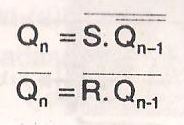 Qn = S.Qn-1
Qn = R.Qn-1